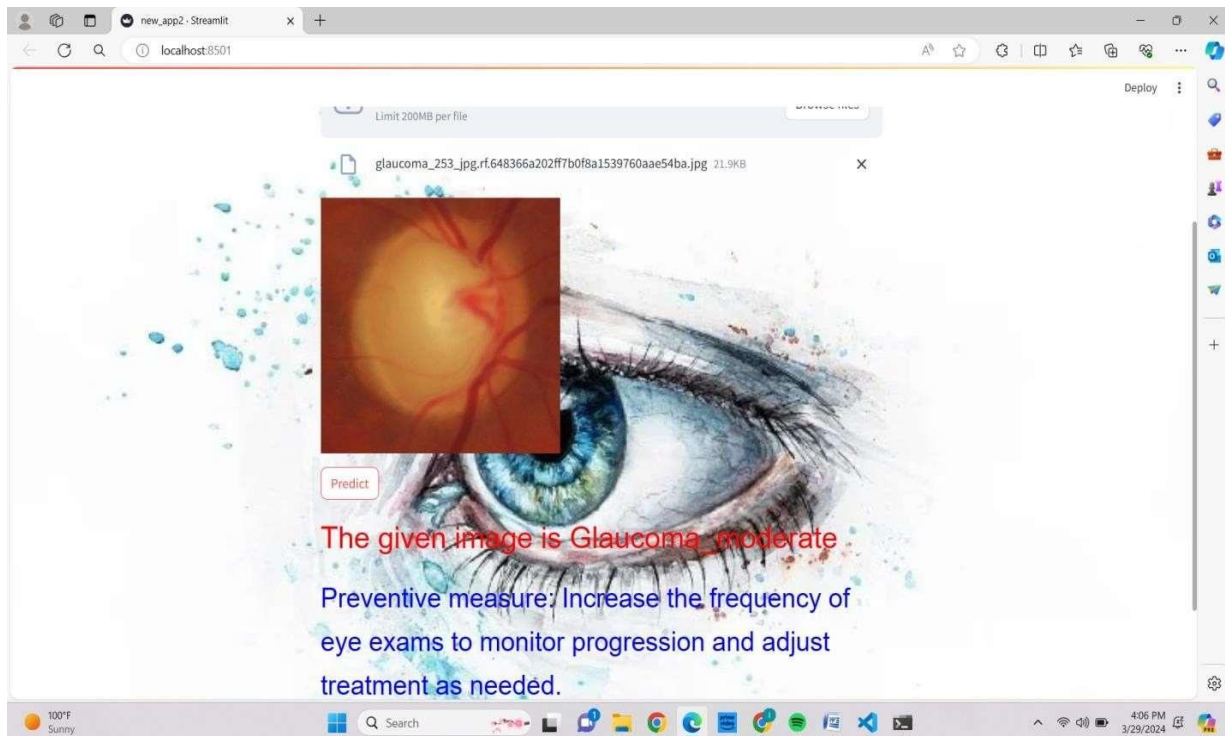 new_app2 · Streamlit
localhost:8501
Deploy
Browse files
Limit 200MB per file
glaucoma_253_jpg.rf.648366a202ff7b0f8a1539760aae54ba.jpg 21.9KB
Predict
The given image is Glaucoma_moderate
Preventive measure: Increase the frequency of
eye exams to monitor progression and adjust
treatment as needed.
100°F
Sunny
Search
4:06 PM
3/29/2024